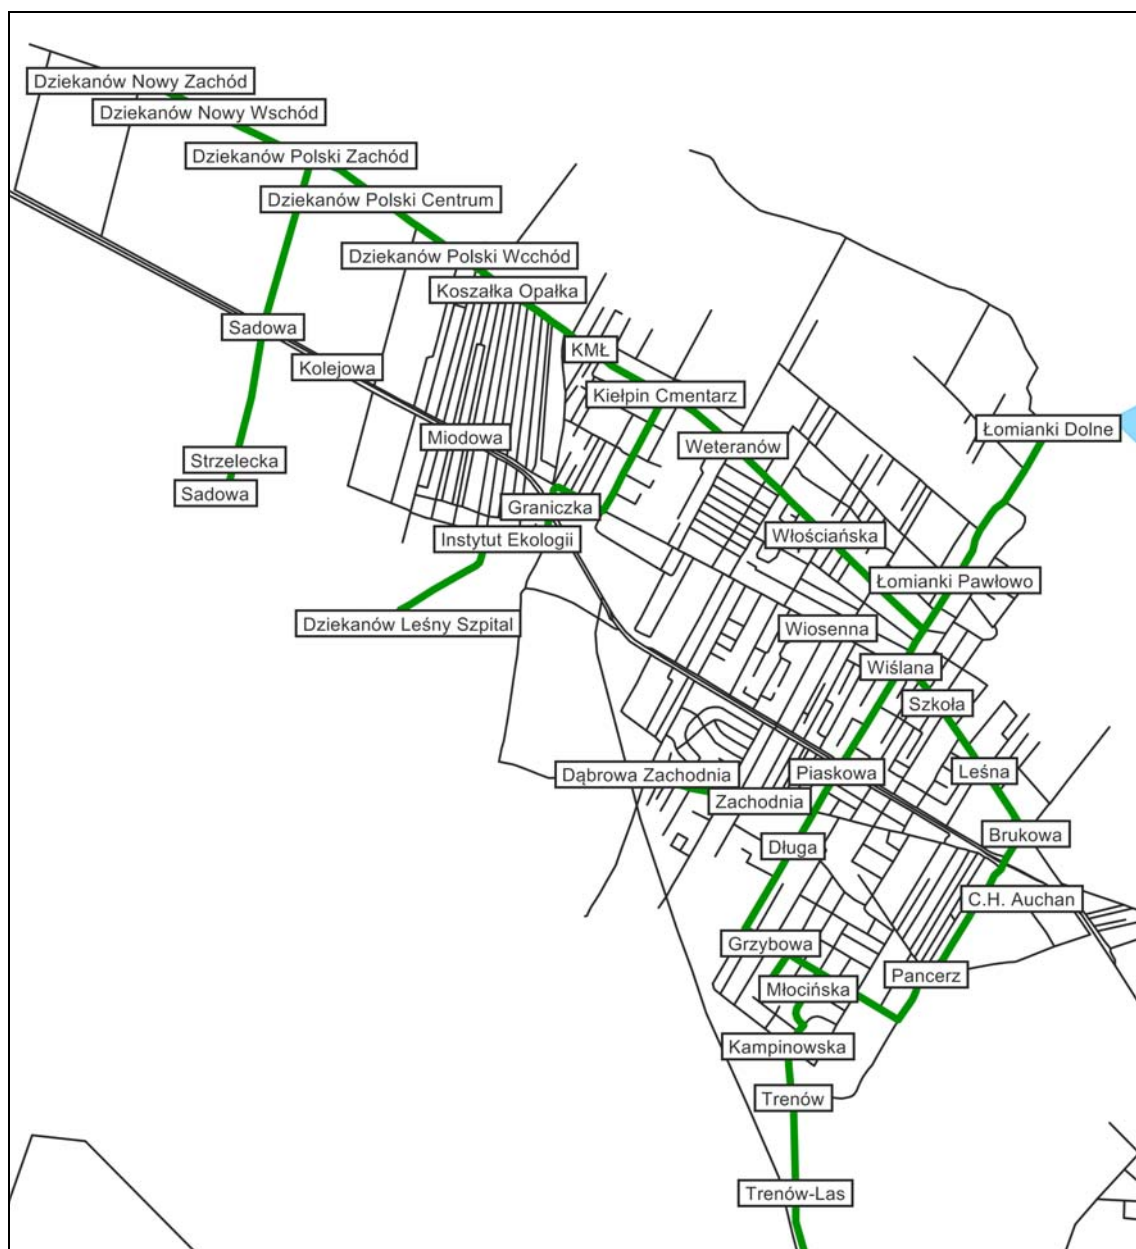 Dziekanów Nowy Zachód
Dziekanów Nowy Wschód
Dziekanów Polski Zachód
Dziekanów Polski Centrum
Dziekanów Polski Wcchód
Koszałka Opałka
Sadowa
KMŁ
Kolejowa
Kiełpin Cmentarz
Łomianki Dolne
Miodowa
Weteranów
Strzelecka
Sadowa
Graniczka
Włościańska
Instytut Ekologii
Łomianki Pawłowo
Dziekanów Leśny Szpital
Wiosenna
Wiślana
Szkoła
Dąbrowa Zachodnia
Piaskowa
Leśna
Zachodnia
Brukowa
Długa
C.H. Auchan
Grzybowa
Pancerz
Młocińska
Kampinowska
Trenów
Trenów-Las